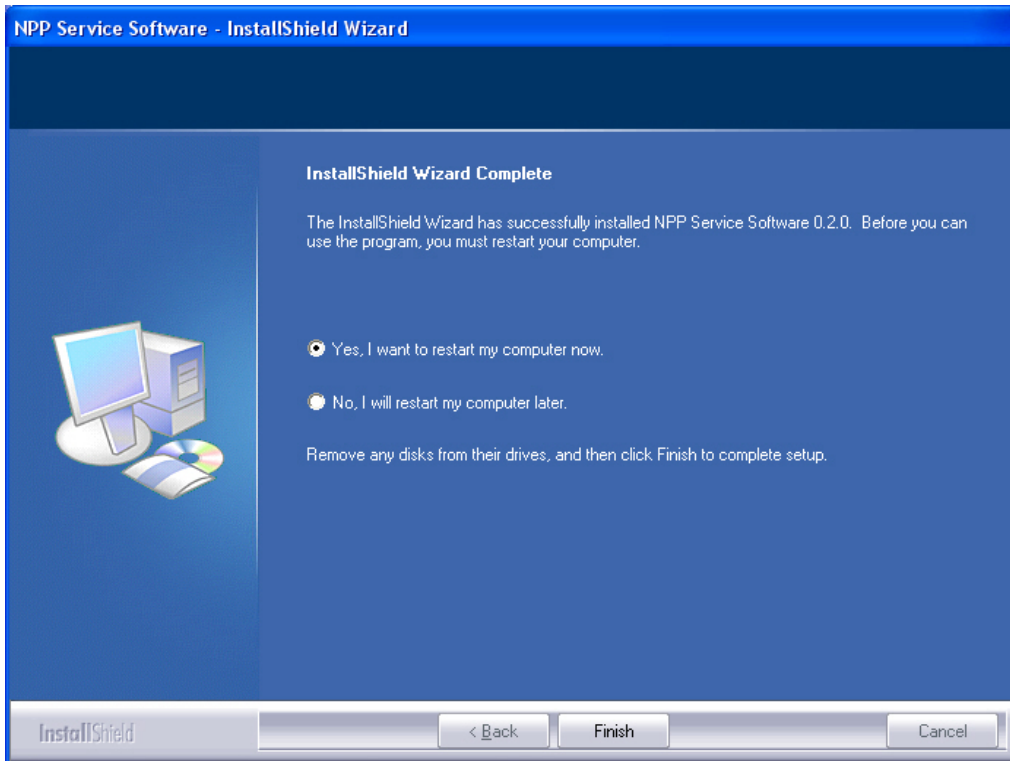 NPP Service Software - InstallShield Wizard
InstallShield Wizard Complete
The InstallShield Wizard has successfully installed NPP Service Software 0.2.0. Before you can
use the program, you must restart your computer.
Yes, I want to restart my computer now.
No, I will restart my computer later.
Remove any disks from their drives, and then click Finish to complete setup.
InstallShield
< Back
Finish
Cancel